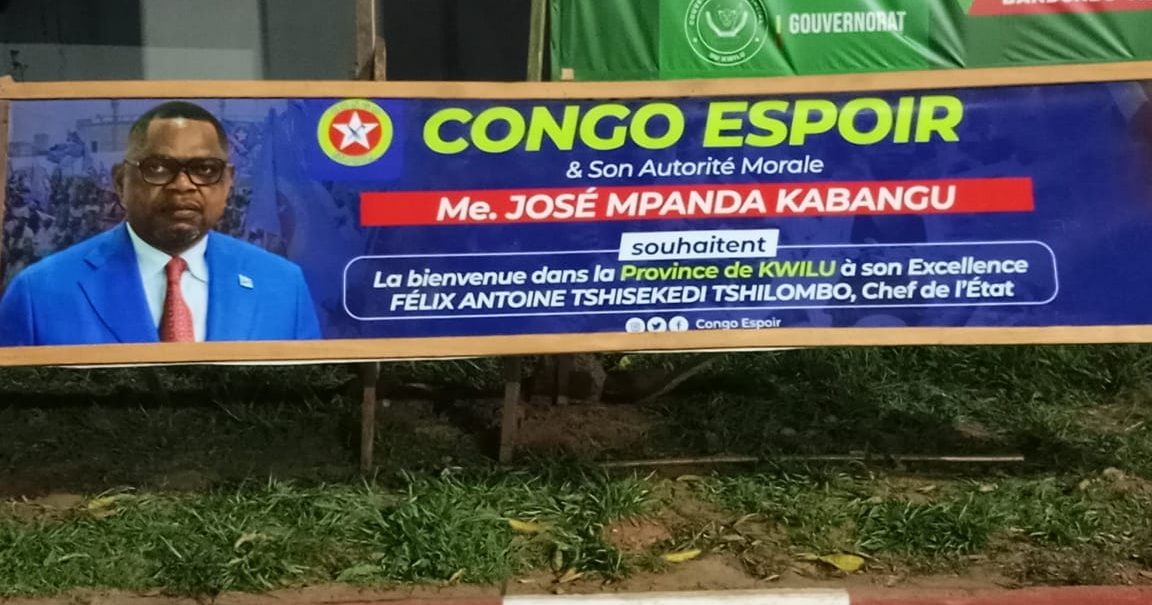 GOUVERNORAT
CONGO ESPOIR
& Son Autorité Morale
Me. JOSÉ MPANDA KABANGU
souhaitent
La bienvenue dans la Province de KWILU à son Excellence
FÉLIX ANTOINE TSHISEKEDI TSHILOMBO, Chef de l'État
Congo Espoir